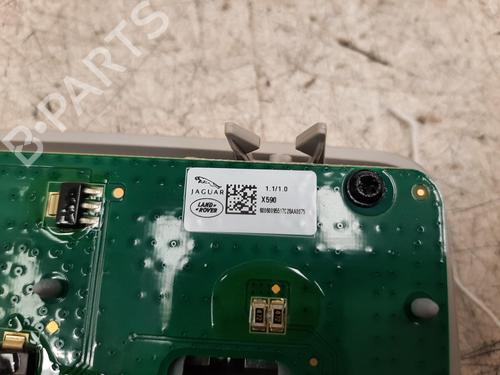 B-PARTS
JAGUAR
LAND ROVER
1.1/1.0
X590